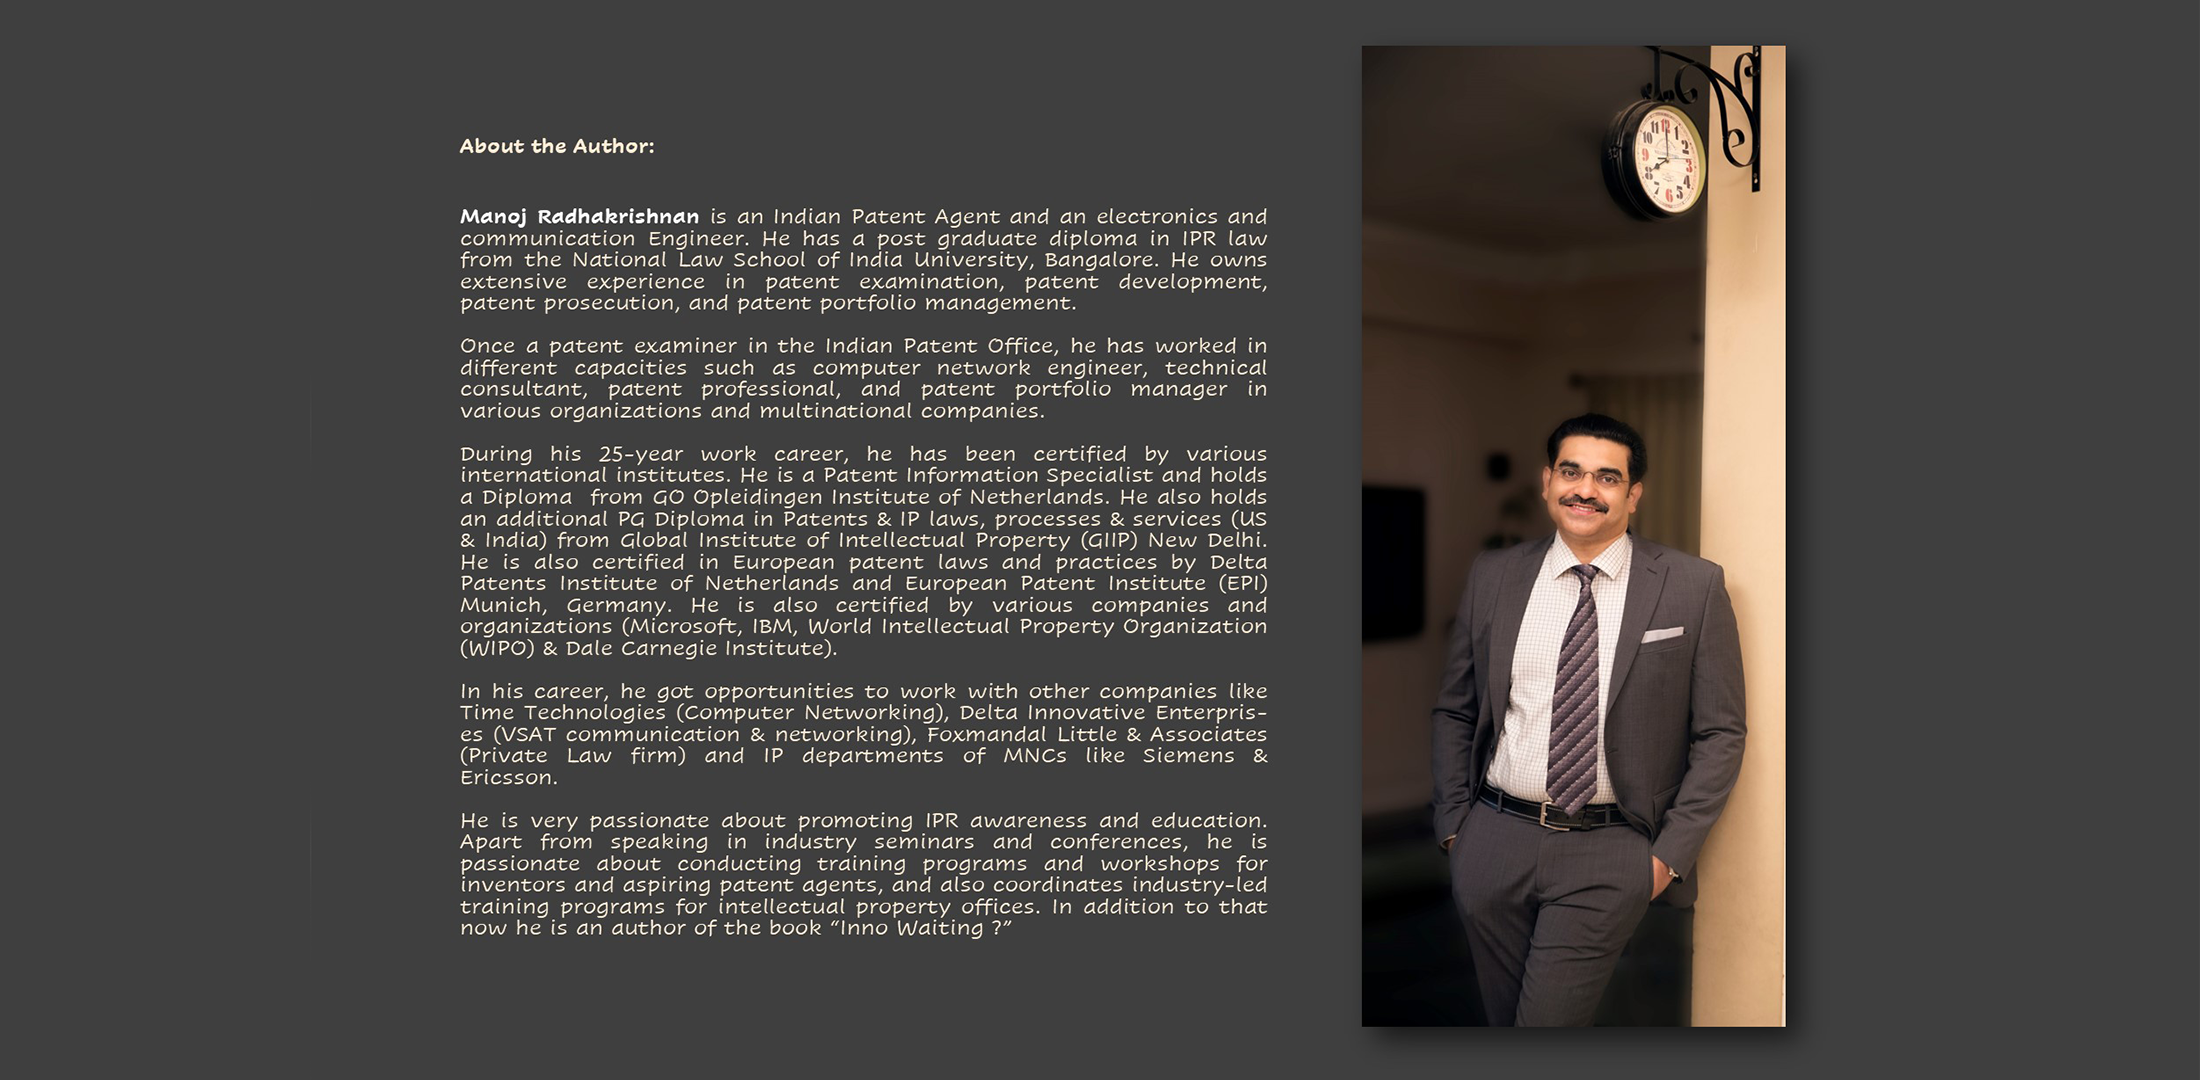 About the Author:
Manoj Radhakrishnan is an Indian Patent Agent and an electronics and
communication Engineer. He has a post graduate diploma in IPR law
from the National Law School of India University, Bangalore. He owns
extensive experience in patent examination, patent development,
patent prosecution, and patent portfolio management.
Once a patent examiner in the Indian Patent Office, he has worked in
different capacities such as computer network engineer, technical
consultant, patent professional, and patent portfolio manager in
various organizations and multinational companies.
During his 25-year work career, he has been certified by various
international institutes. He is a Patent Information Specialist and holds
a Diploma from GO Opleidingen Institute of Netherlands. He also holds
an additional PG Diploma in Patents & IP laws, processes & services (US
& India) from Global Institute of Intellectual Property (GIIP) New Delhi.
He is also certified in European patent laws and practices by Delta
Patents Institute of Netherlands and European Patent Institute (EPI)
Munich, Germany. He is also certified by various companies and
organizations (Microsoft, IBM, World Intellectual Property Organization
(WIPO) & Dale Carnegie Institute).
In his career, he got opportunities to work with other companies like
Time Technologies (Computer Networking), Delta Innovative Enterpris-
es (VSAT communication & networking), Foxmandal Little & Associates
(Private Law firm) and IP departments of MNCs like Siemens &
Ericsson.
He is very passionate about promoting IPR awareness and education.
Apart from speaking in industry seminars and conferences, he is
passionate about conducting training programs and workshops for
inventors and aspiring patent agents, and also coordinates industry-led
training programs for intellectual property offices. In addition to that
now he is an author of the book “Inno Waiting ?”
12
1
2
3
4
5
6
7
8
9
10
11